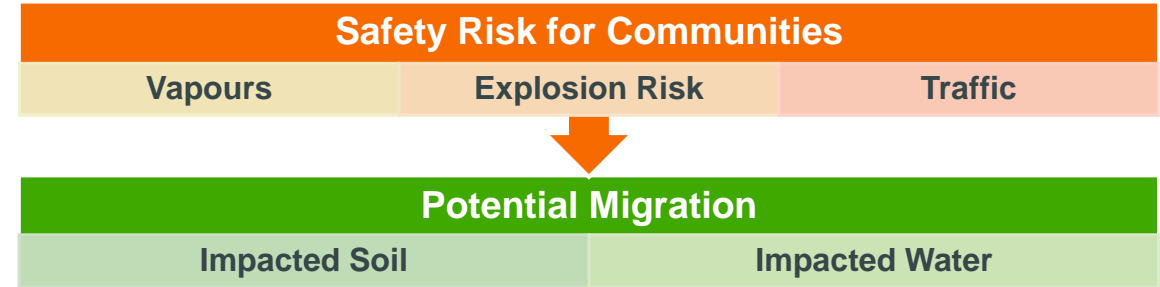 Safety Risk for Communities
Vapours Explosion Risk Traffic
Potential Migration
Impacted Soil Impacted Water